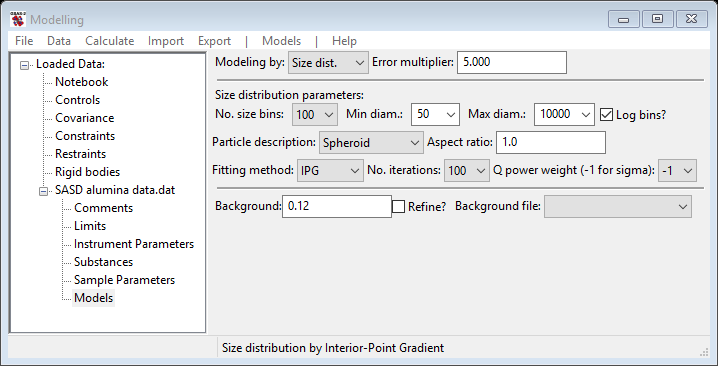 Modelling
File Data Calculate Import Export | Models | Help
Loaded Data:
Notebook
Controls
Covariance
Constraints
Restraints
Rigid bodies
SASD alumina data.dat
Comments
Limits
Instrument Parameters
Substances
Sample Parameters
Models
Modeling by: Size dist. Error multiplier: 5.000
Size distribution parameters:
No. size bins: 100 Min diam.: 50 Max diam.: 10000 Log bins?
Particle description: Spheroid Aspect ratio: 1.0
Fitting method: IPG No. iterations: 100 Q power weight (-1 for sigma): -1
Background: 0.12 Refine? Background file:
Size distribution by Interior-Point Gradient